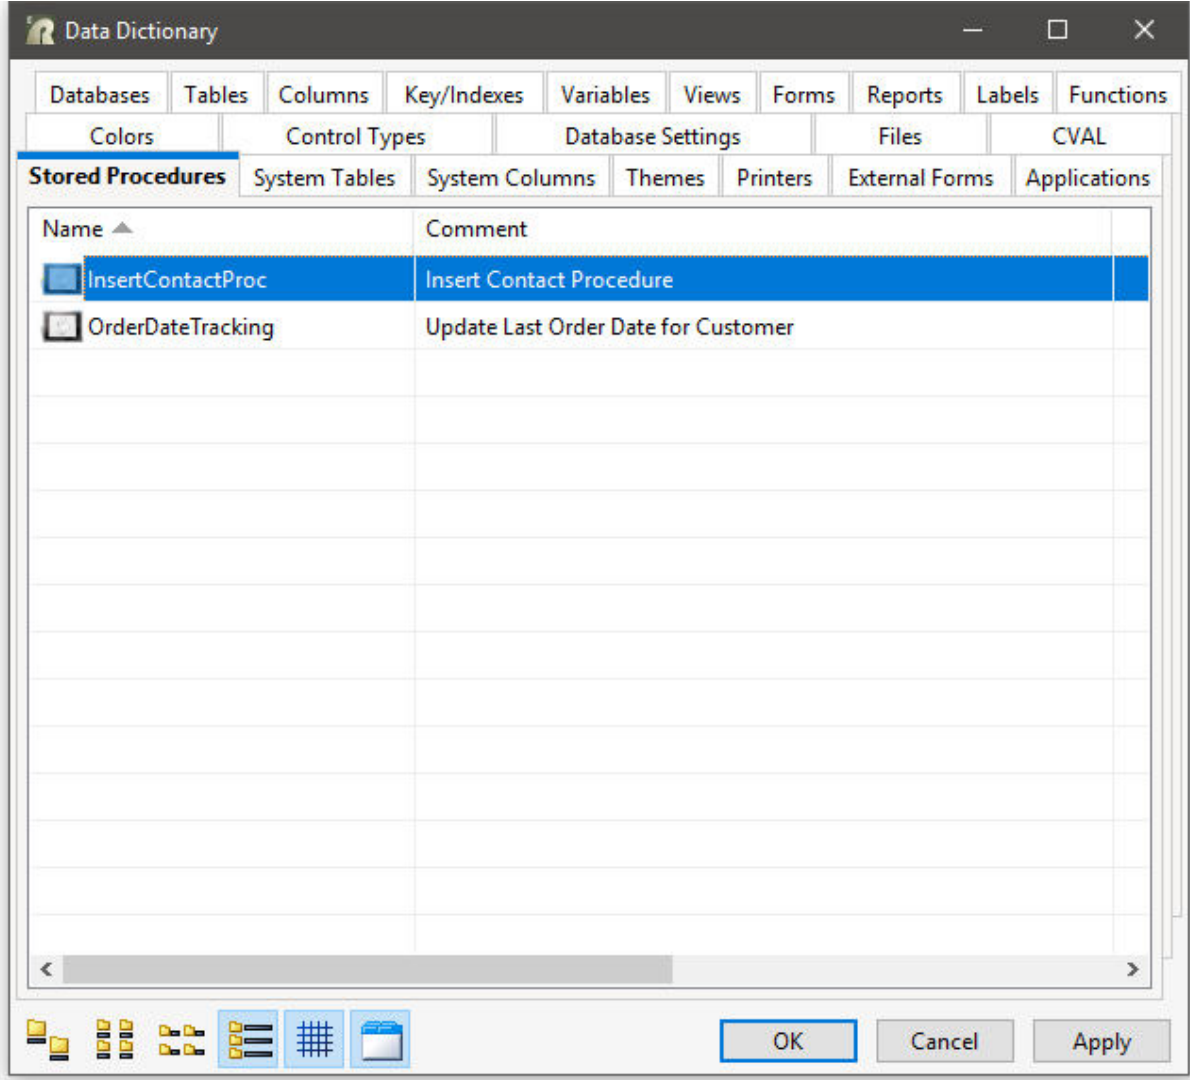 Data Dictionary
Databases Tables Columns Key/Indexes Variables Views Forms Reports Labels Functions
Colors Control Types Database Settings Files CVAL
Stored Procedures System Tables System Columns Themes Printers External Forms Applications
Name Comment
InsertContactProc Insert Contact Procedure
OrderDateTracking Update Last Order Date for Customer
OK Cancel Apply